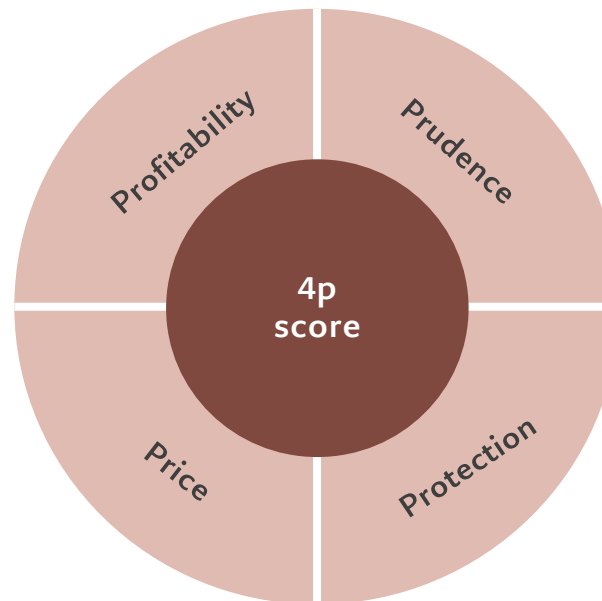 Profitability
Prudence
4p
score
Price
Protection